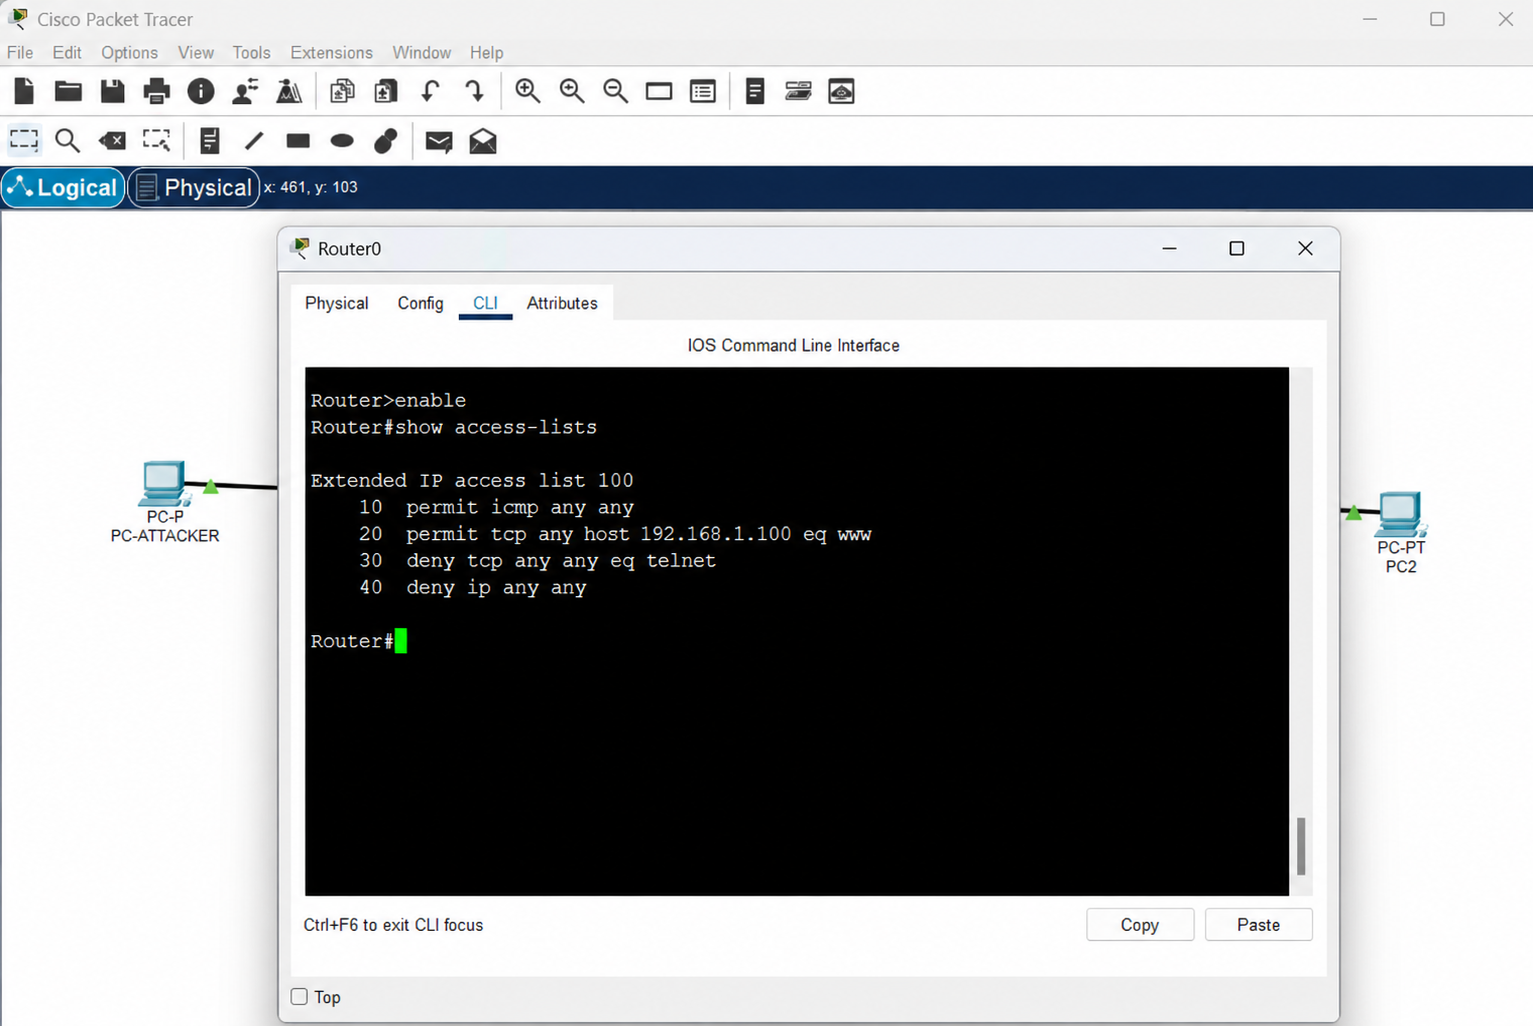 Cisco Packet Tracer
File Edit Options View Tools Extensions Window Help
Logical Physical x: 461, y: 103
Router0
Physical Config CLI Attributes
IOS Command Line Interface
Router>enable
Router#show access-lists
Extended IP access list 100
10 permit icmp any any
20 permit tcp any host 192.168.1.100 eq www
30 deny tcp any any eq telnet
40 deny ip any any
Router#
PC-P
PC-ATTACKER
PC-PT
PC2
Ctrl+F6 to exit CLI focus
Copy Paste
Top